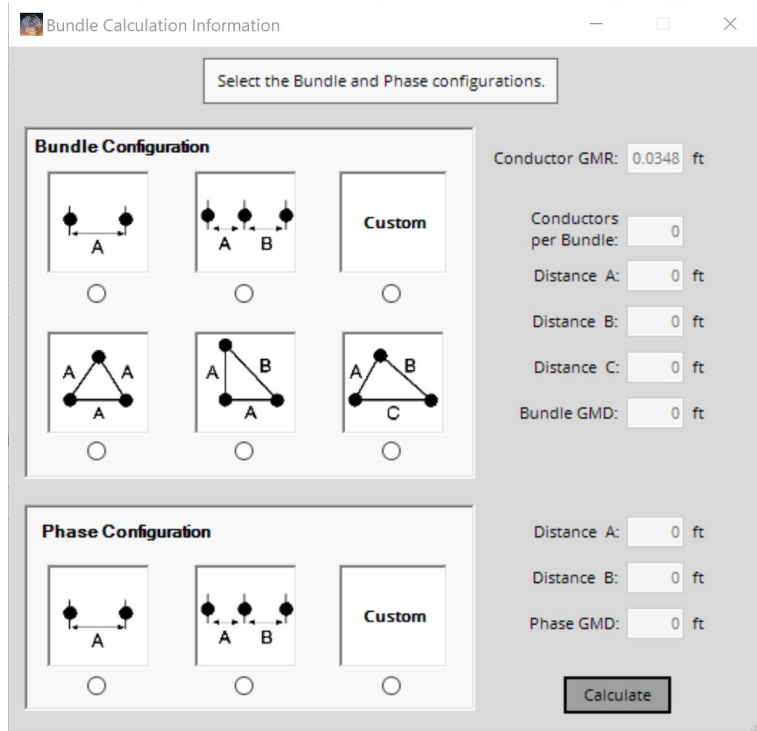 Bundle Calculation Information
Select the Bundle and Phase configurations.
Bundle Configuration
A
A B
Custom
A A
A
A B
A
A B
C
Conductor GMR: 0.0348 ft
Conductors
per Bundle: 0
Distance A: 0 ft
Distance B: 0 ft
Distance C: 0 ft
Bundle GMD: 0 ft
Phase Configuration
A
A B
Custom
Distance A: 0 ft
Distance B: 0 ft
Phase GMD: 0 ft
Calculate